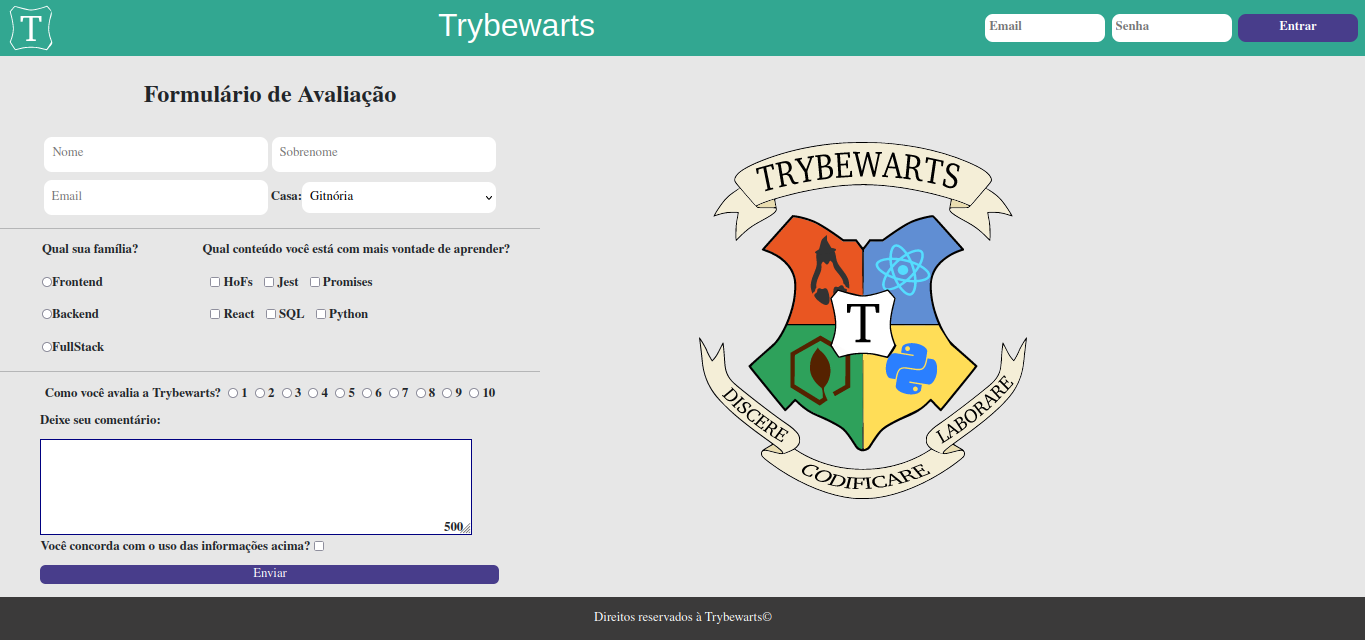 T
Trybewarts
Email Senha Entrar
Formulário de Avaliação
Nome Sobrenome
Email Casa: Gitnória
Qual sua família? Qual conteúdo você está com mais vontade de aprender?
Frontend HoFs Jest Promises
Backend React SQL Python
FullStack
Como você avalia a Trybewarts? 1 2 3 4 5 6 7 8 9 10
Deixe seu comentário:
500
Você concorda com o uso das informações acima?
Enviar
TRYBEWARTS
T
DISCERE
CODIFICARE
LABORARE
Direitos reservados à Trybewarts©